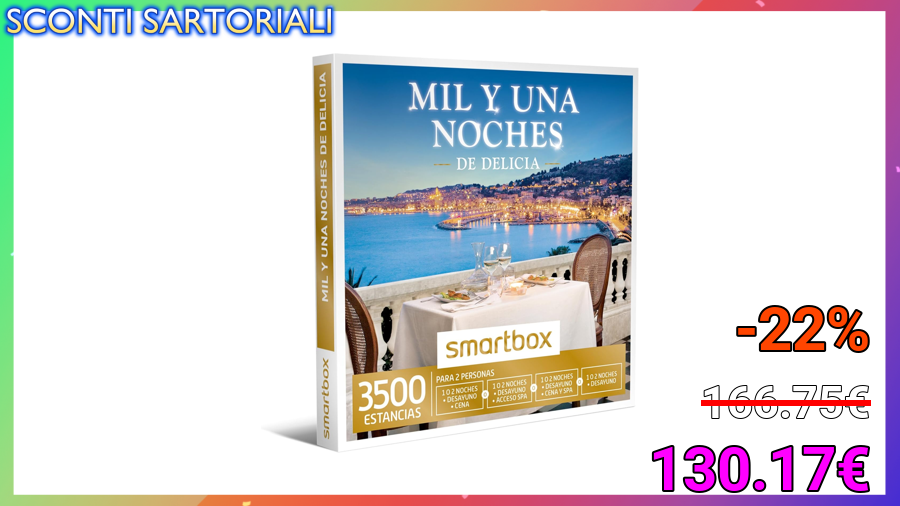 SCONTI SARTORIALI
MIL Y UNA NOCHES DE DELICIA
smartbox
MIL Y UNA
NOCHES
DE DELICIA
smartbox
3500
ESTANCIAS
PARA 2 PERSONAS
1 O 2 NOCHES
+ DESAYUNO
+ CENA
O
1 O 2 NOCHES
+ DESAYUNO
+ ACCESO SPA
O
1 O 2 NOCHES
+ DESAYUNO
+ CENA Y SPA
O
1 O 2 NOCHES
+ DESAYUNO
-22%
166.75€
130.17€